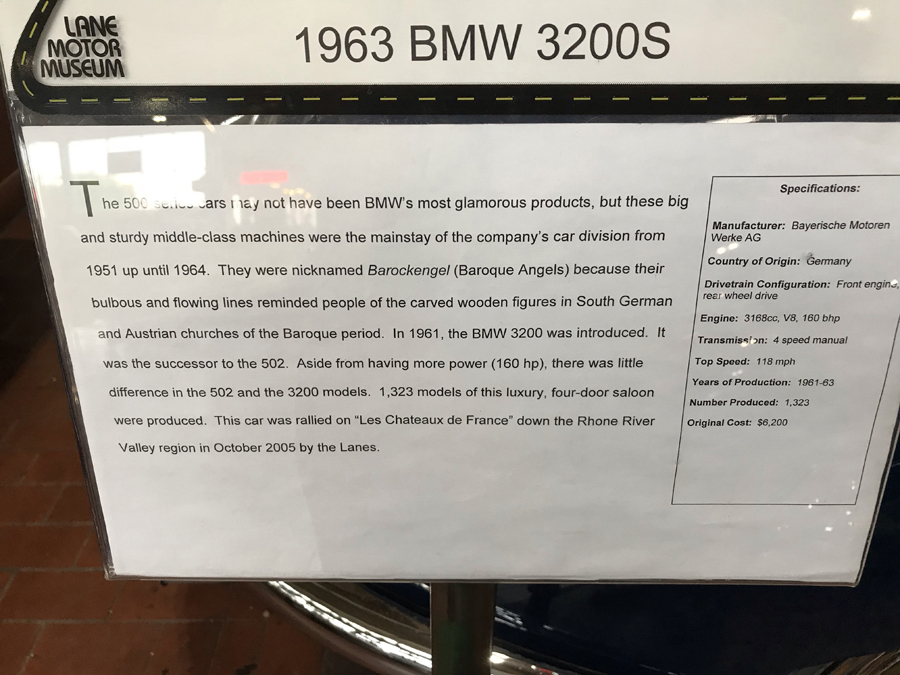 LANE
MOTOR
MUSEUM
1963 BMW 3200S
The 500 series cars may not have been BMW's most glamorous products, but these big
and sturdy middle-class machines were the mainstay of the company's car division from
1951 up until 1964. They were nicknamed Barockengel (Baroque Angels) because their
bulbous and flowing lines reminded people of the carved wooden figures in South German
and Austrian churches of the Baroque period. In 1961, the BMW 3200 was introduced. It
was the successor to the 502. Aside from having more power (160 hp), there was little
difference in the 502 and the 3200 models. 1,323 models of this luxury, four-door saloon
were produced. This car was rallied on "Les Chateaux de France" down the Rhone River
Valley region in October 2005 by the Lanes.
Specifications:
Manufacturer: Bayerische Motoren
Werke AG
Country of Origin: Germany
Drivetrain Configuration: Front engine,
rear wheel drive
Engine: 3168cc, V8, 160 bhp
Transmission: 4 speed manual
Top Speed: 118 mph
Years of Production: 1961-63
Number Produced: 1,323
Original Cost: $6,200